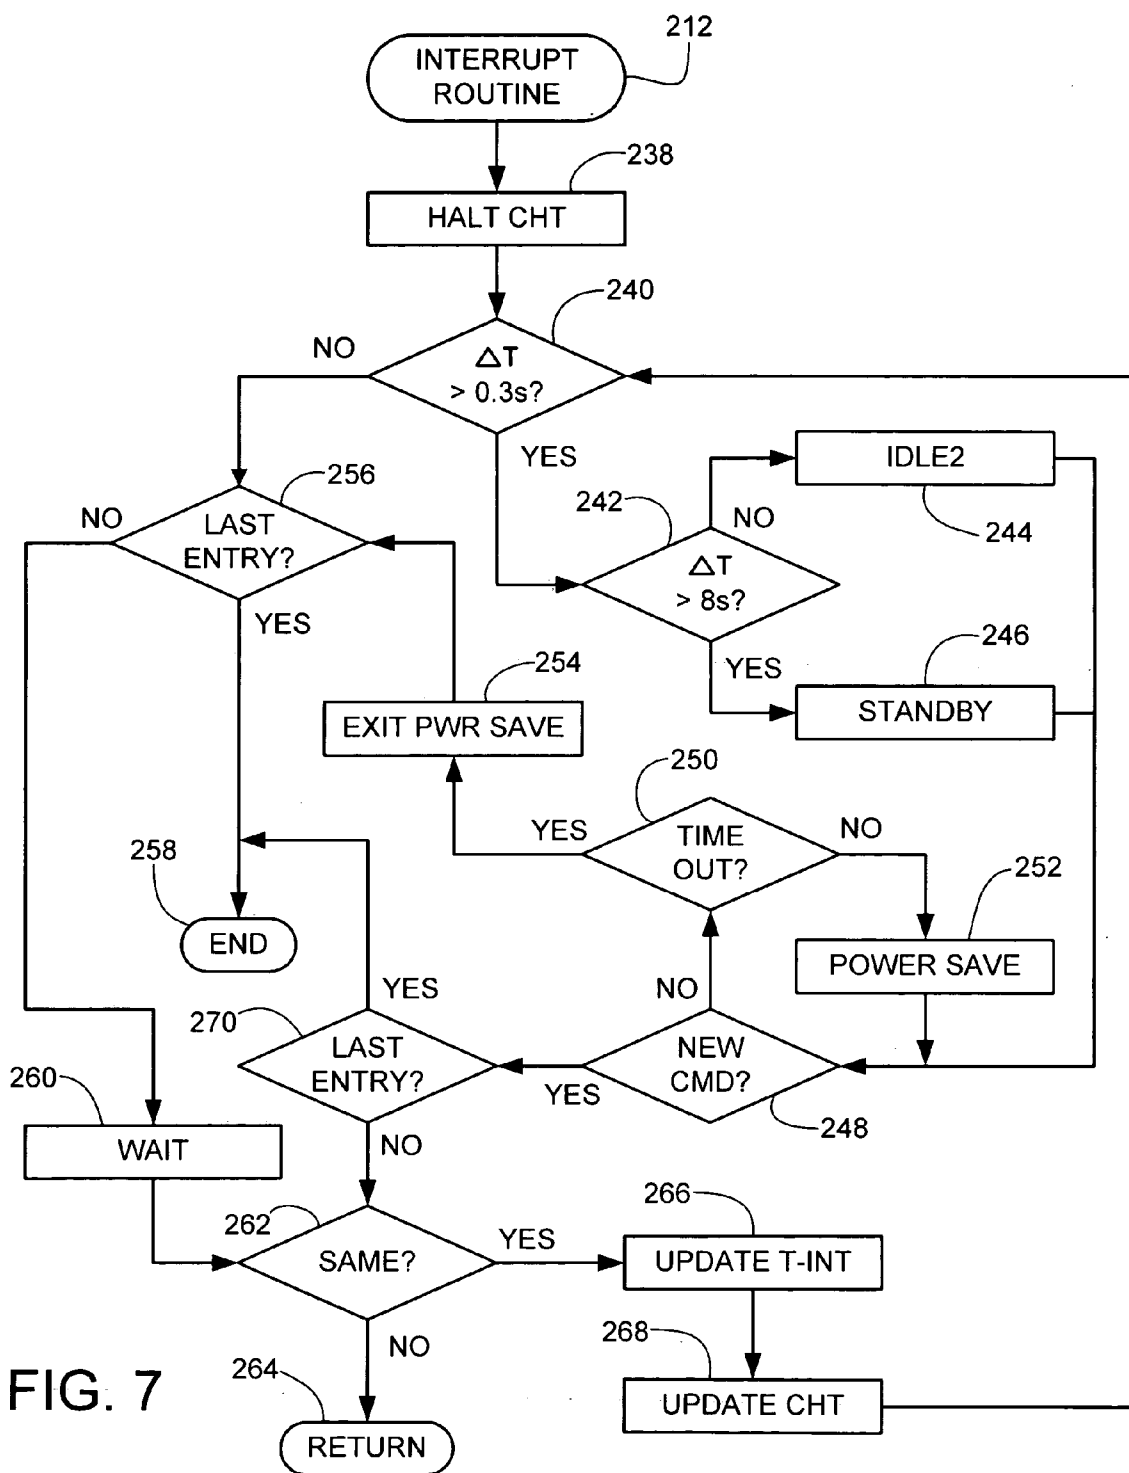 212
INTERRUPT
ROUTINE
238
HALT CHT
240
NO
△T
> 0.3s?
YES
IDLE2
256
242
NO
244
NO
LAST
ENTRY?
△T
> 8s?
YES
254
YES
246
EXIT PWR SAVE
STANDBY
250
YES
TIME
OUT?
NO
252
258
END
POWER SAVE
YES
NO
270
LAST
ENTRY?
YES
NEW
CMD?
260
248
WAIT
NO
266
262
SAME?
YES
UPDATE T-INT
NO
268
FIG. 7
264
UPDATE CHT
RETURN